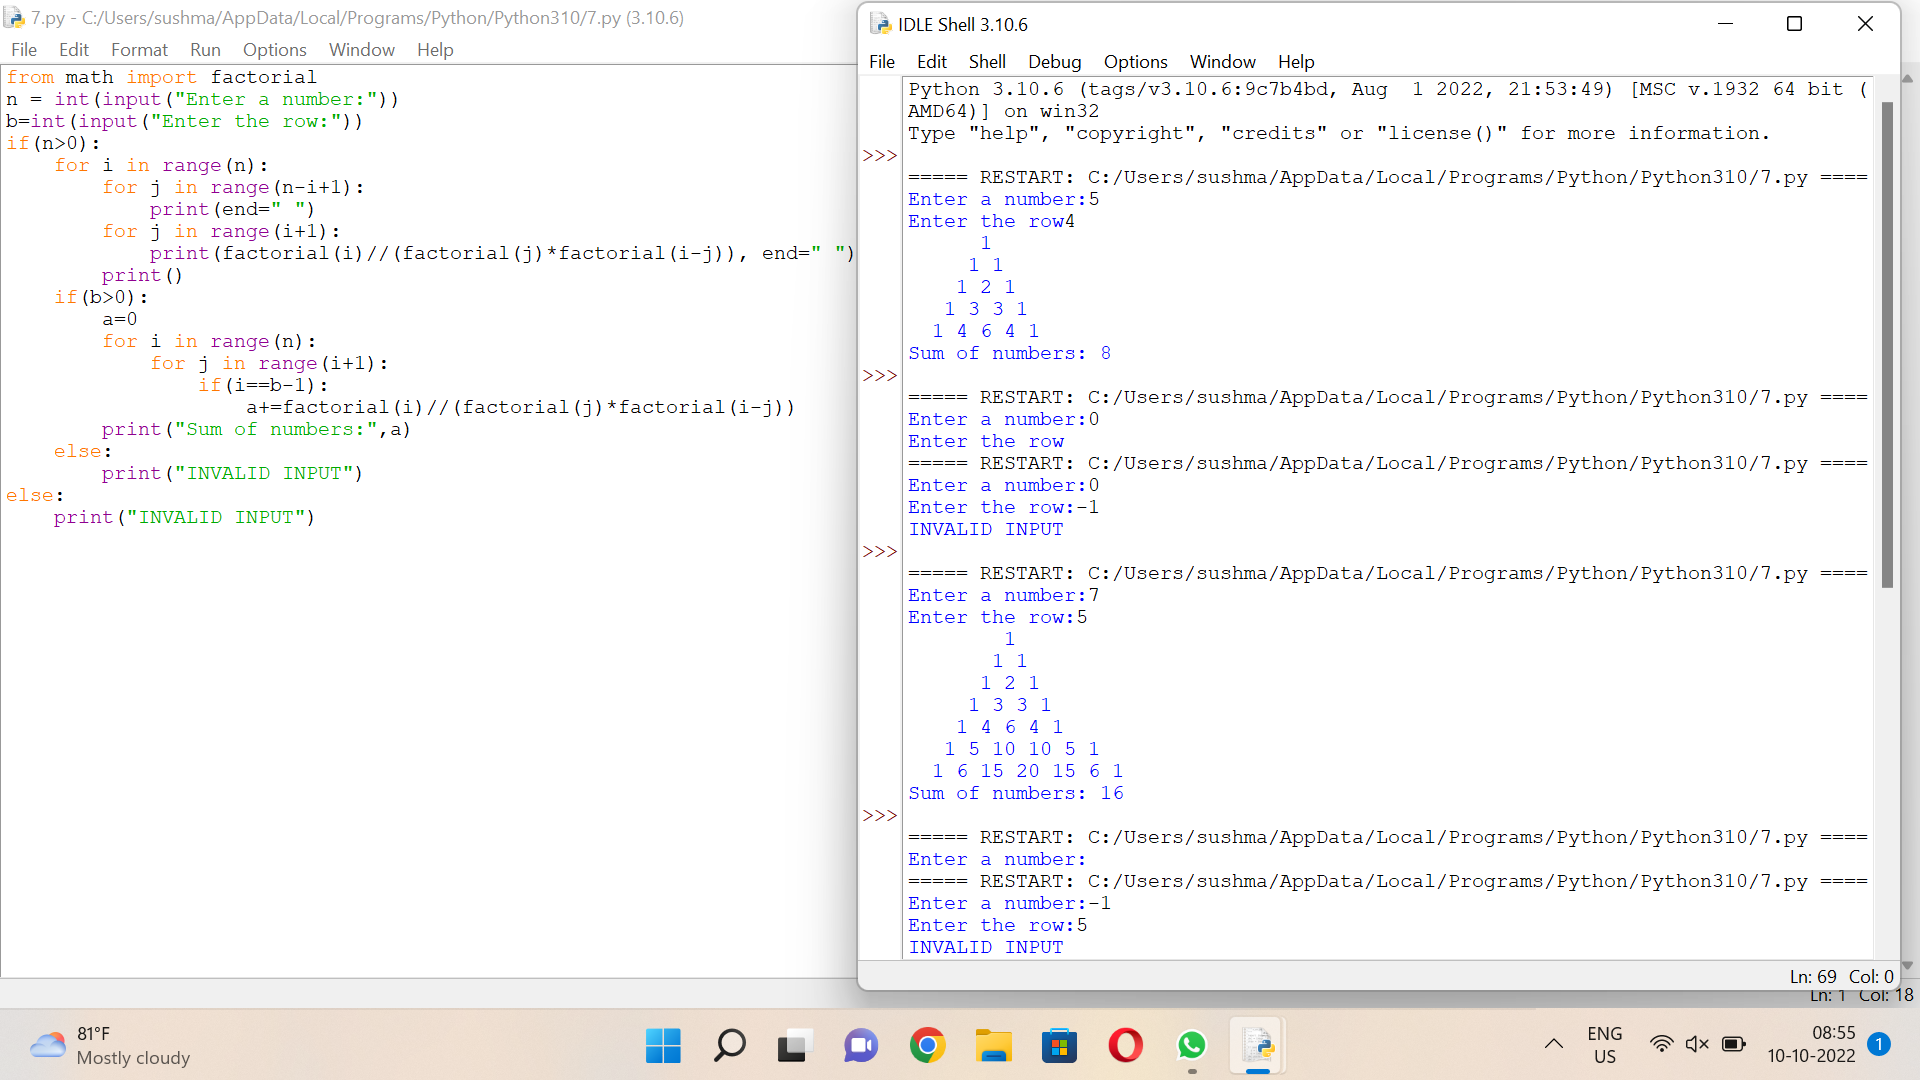 7.py - C:/Users/sushma/AppData/Local/Programs/Python/Python310/7.py (3.10.6)
File Edit Format Run Options Window Help
from math import factorial
n = int(input("Enter a number:"))
b=int(input("Enter the row:"))
if(n>0):
    for i in range(n):
        for j in range(n-i+1):
            print(end=" ")
        for j in range(i+1):
            print(factorial(i)//(factorial(j)*factorial(i-j)), end=" ")
        print()
    if(b>0):
        a=0
        for i in range(n):
            for j in range(i+1):
                if(i==b-1):
                    a+=factorial(i)//(factorial(j)*factorial(i-j))
        print("Sum of numbers:",a)
    else:
        print("INVALID INPUT")
else:
    print("INVALID INPUT")
IDLE Shell 3.10.6
File Edit Shell Debug Options Window Help
Python 3.10.6 (tags/v3.10.6:9c7b4bd, Aug  1 2022, 21:53:49) [MSC v.1932 64 bit (
AMD64)] on win32
Type "help", "copyright", "credits" or "license()" for more information.
>>>
===== RESTART: C:/Users/sushma/AppData/Local/Programs/Python/Python310/7.py ====
Enter a number:5
Enter the row4
      1
     1 1
    1 2 1
   1 3 3 1
  1 4 6 4 1
Sum of numbers: 8
>>>
===== RESTART: C:/Users/sushma/AppData/Local/Programs/Python/Python310/7.py ====
Enter a number:0
Enter the row
===== RESTART: C:/Users/sushma/AppData/Local/Programs/Python/Python310/7.py ====
Enter a number:0
Enter the row:-1
INVALID INPUT
>>>
===== RESTART: C:/Users/sushma/AppData/Local/Programs/Python/Python310/7.py ====
Enter a number:7
Enter the row:5
        1
       1 1
      1 2 1
     1 3 3 1
    1 4 6 4 1
   1 5 10 10 5 1
  1 6 15 20 15 6 1
Sum of numbers: 16
>>>
===== RESTART: C:/Users/sushma/AppData/Local/Programs/Python/Python310/7.py ====
Enter a number:
===== RESTART: C:/Users/sushma/AppData/Local/Programs/Python/Python310/7.py ====
Enter a number:-1
Enter the row:5
INVALID INPUT
Ln: 69 Col: 0
Ln: 1 Col: 18
81°F
Mostly cloudy
ENG
US
08:55
10-10-2022
1